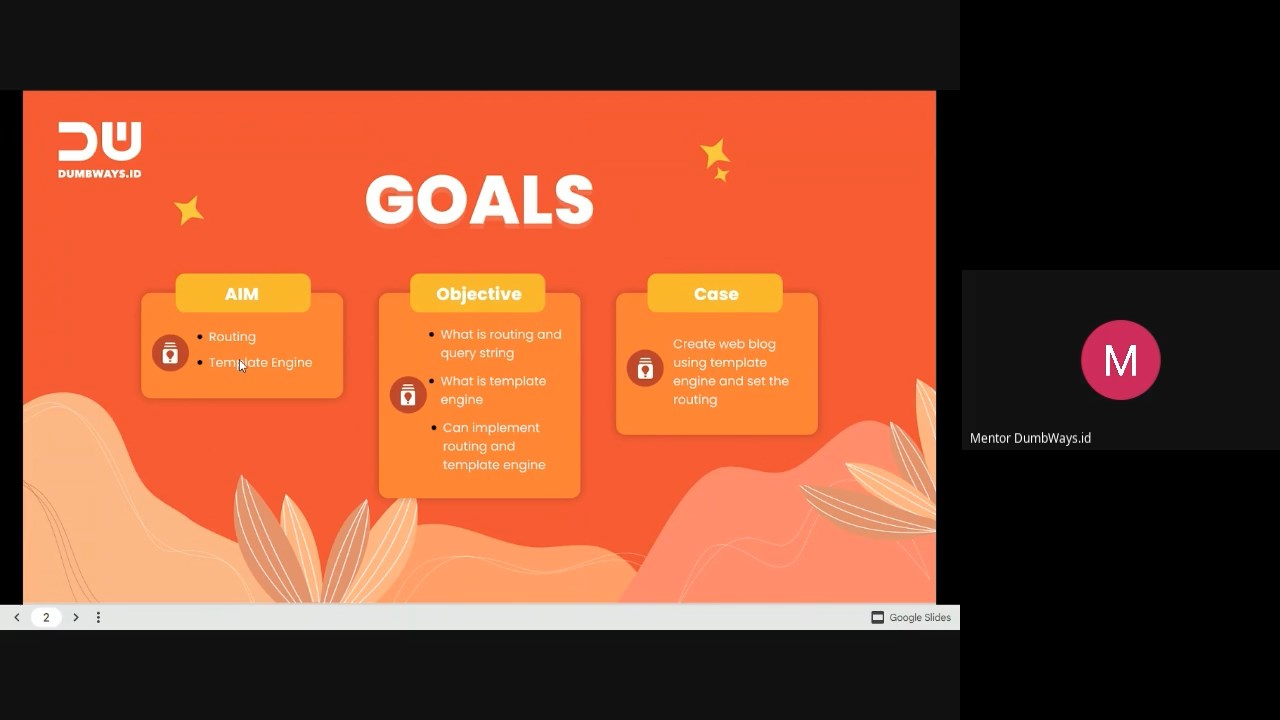 DW
DUMBWAYS.ID
GOALS
AIM
Routing
Template Engine
Objective
What is routing and
query string
What is template
engine
Can implement
routing and
template engine
Case
Create web blog
using template
engine and set the
routing
M
Mentor DumbWays.id
2
Google Slides